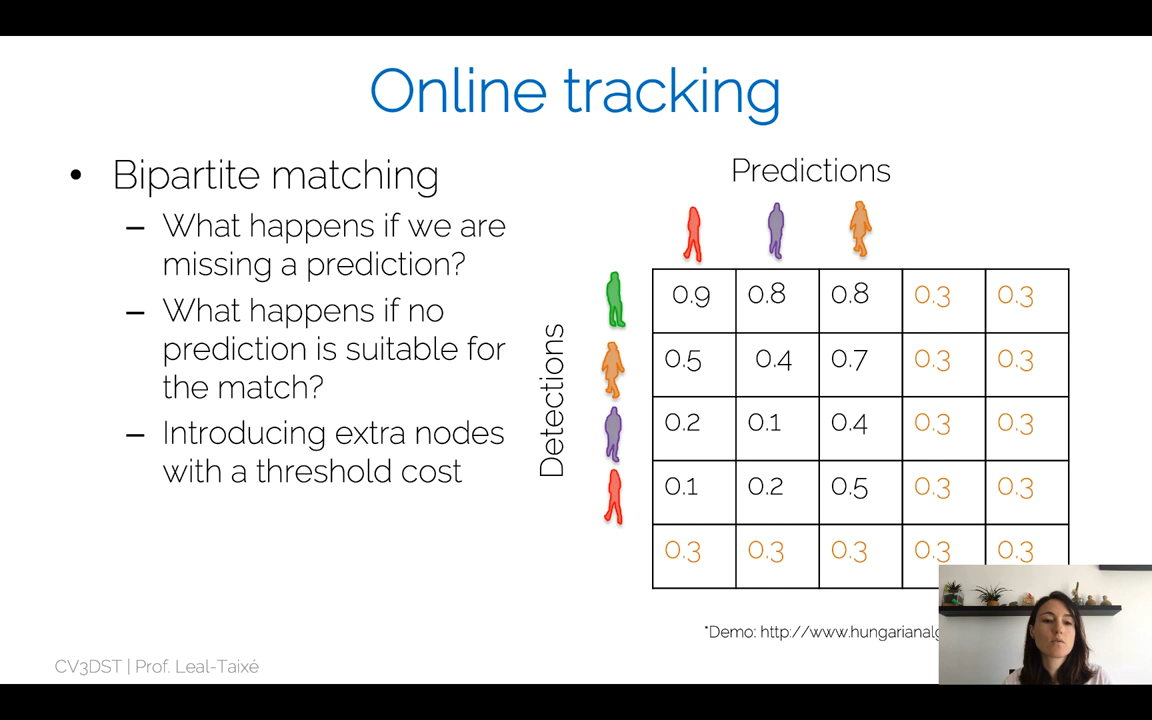 Online tracking
• Bipartite matching
– What happens if we are
missing a prediction?
– What happens if no
prediction is suitable for
the match?
– Introducing extra nodes
with a threshold cost
Predictions
Detections
0.9 0.8 0.8 0.3 0.3
0.5 0.4 0.7 0.3 0.3
0.2 0.1 0.4 0.3 0.3
0.1 0.2 0.5 0.3 0.3
0.3 0.3 0.3 0.3 0.3
*Demo: http://www.hungarianalg
CV3DST | Prof. Leal-Taixé